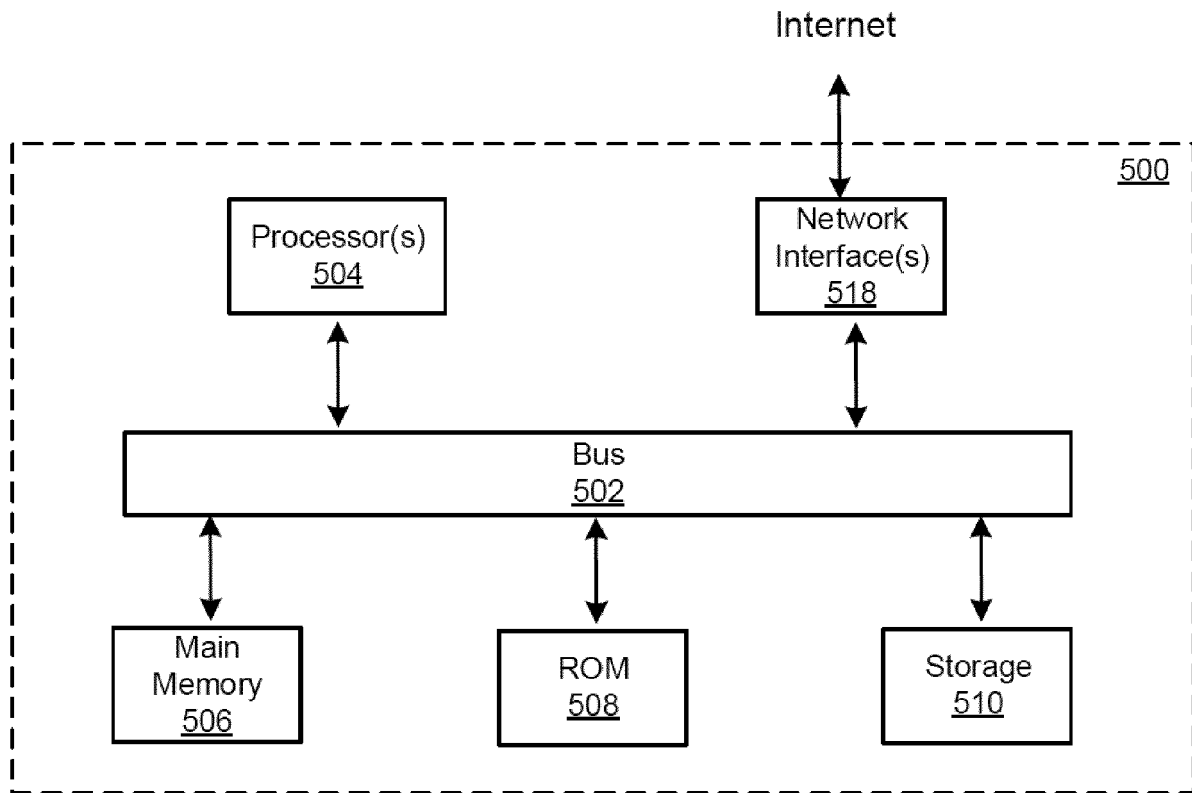 Internet
500
Processor(s)
504
Network
Interface(s)
518
Bus
502
Main
Memory
506
ROM
508
Storage
510